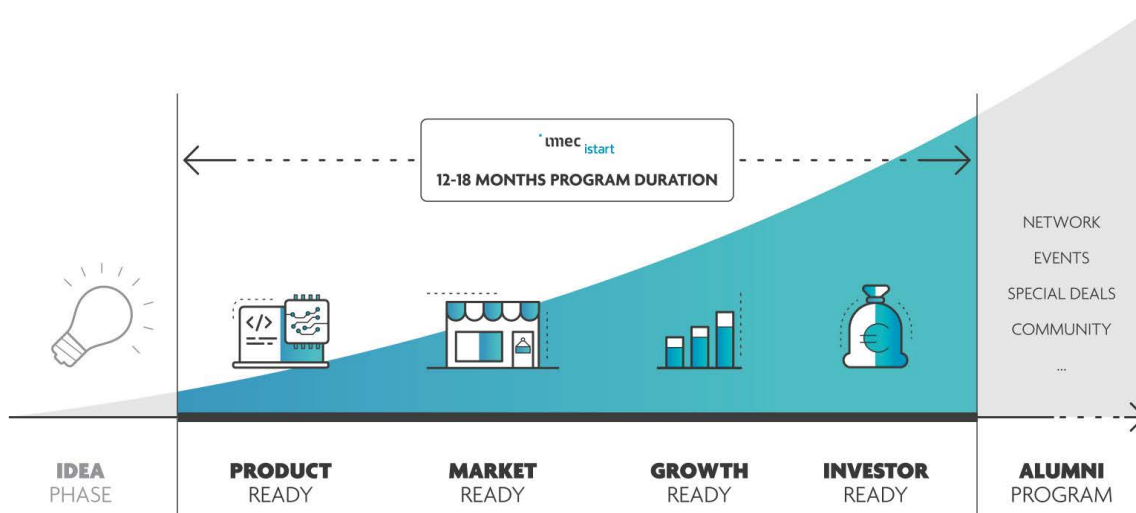 imec istart
12-18 MONTHS PROGRAM DURATION
NETWORK
EVENTS
SPECIAL DEALS
COMMUNITY
...
</>
IDEA
PHASE
PRODUCT
READY
MARKET
READY
GROWTH
READY
INVESTOR
READY
ALUMNI
PROGRAM